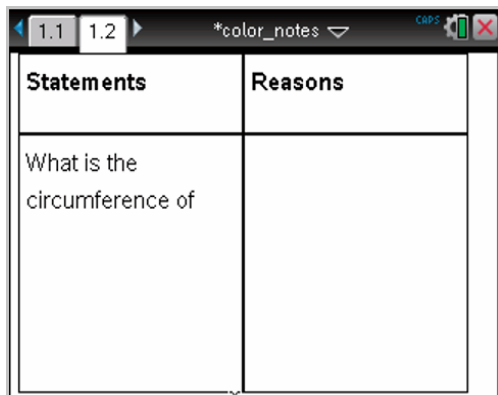 1.1 1.2 *color_notes CAPS
Statements Reasons
What is the
circumference of